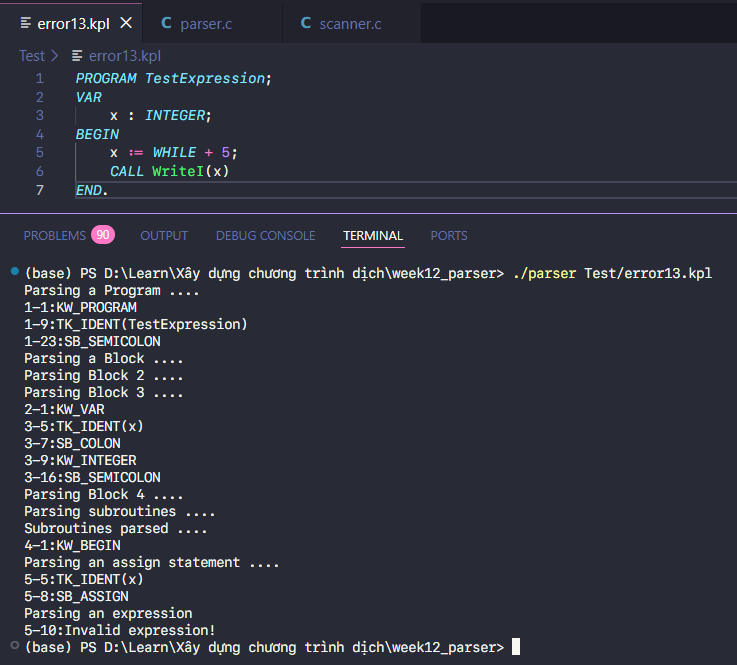 error13.kpl
C parser.c
C scanner.c
Test > error13.kpl
1 PROGRAM TestExpression;
2 VAR
3 x : INTEGER;
4 BEGIN
5 x := WHILE + 5;
6 CALL WriteI(x)
7 END.
PROBLEMS 90 OUTPUT DEBUG CONSOLE TERMINAL PORTS
(base) PS D:\Learn\Xây dựng chương trình dịch\week12_parser> ./parser Test/error13.kpl
Parsing a Program ....
1-1:KW_PROGRAM
1-9:TK_IDENT(TestExpression)
1-23:SB_SEMICOLON
Parsing a Block ....
Parsing Block 2 ....
Parsing Block 3 ....
2-1:KW_VAR
3-5:TK_IDENT(x)
3-7:SB_COLON
3-9:KW_INTEGER
3-16:SB_SEMICOLON
Parsing Block 4 ....
Parsing subroutines ....
Subroutines parsed ....
4-1:KW_BEGIN
Parsing an assign statement ....
5-5:TK_IDENT(x)
5-8:SB_ASSIGN
Parsing an expression
5-10:Invalid expression!
(base) PS D:\Learn\Xây dựng chương trình dịch\week12_parser>